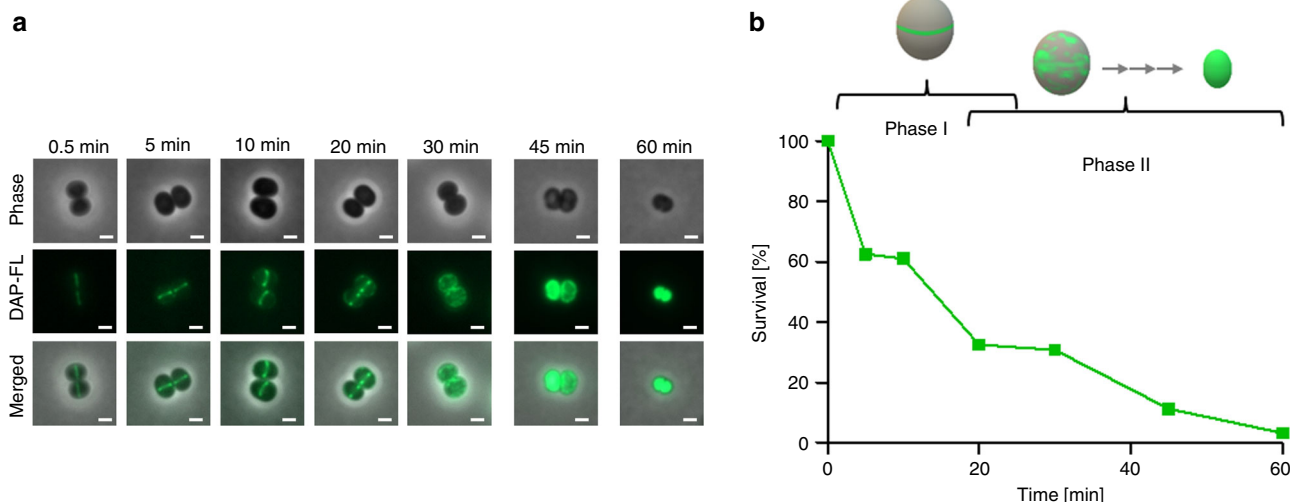 a
0.5 min 5 min 10 min 20 min 30 min 45 min 60 min
Phase
DAP-FL
Merged
b
Phase I
Phase II
100
80
60
40
20
0
Survival [%]
0 20 40 60
Time [min]